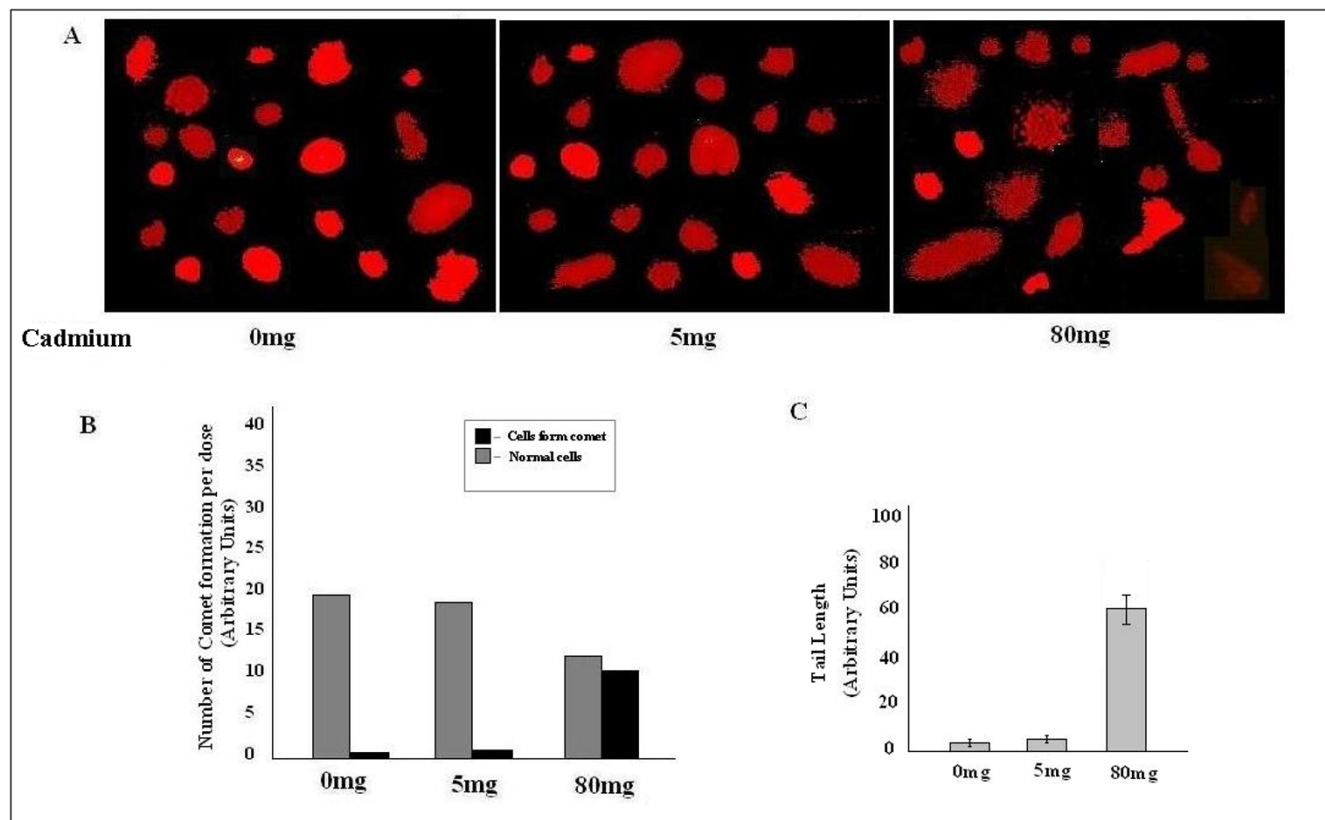 A
Cadmium 0mg 5mg 80mg
B
Number of Comet formation per dose
(Arbitrary Units)
40
35
30
25
20
15
10
5
0
– Cells form comet
– Normal cells
0mg 5mg 80mg
C
Tail Length
(Arbitrary Units)
100
80
60
40
20
0
0mg 5mg 80mg